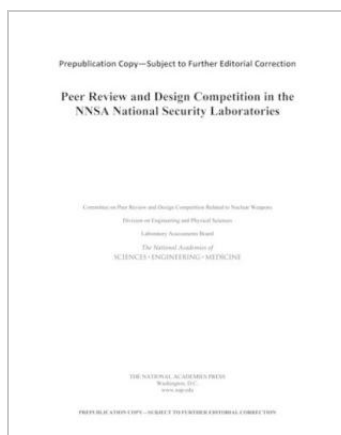 Prepublication Copy—Subject to Further Editorial Correction
Peer Review and Design Competition in the
NNSA National Security Laboratories
Committee on Peer Review and Design Competition Related to Nuclear Weapons
Division on Engineering and Physical Sciences
Laboratory Assessments Board
The National Academies of
SCIENCES • ENGINEERING • MEDICINE
THE NATIONAL ACADEMIES PRESS
Washington, D.C.
www.nap.edu
PREPUBLICATION COPY—SUBJECT TO FURTHER EDITORIAL CORRECTION